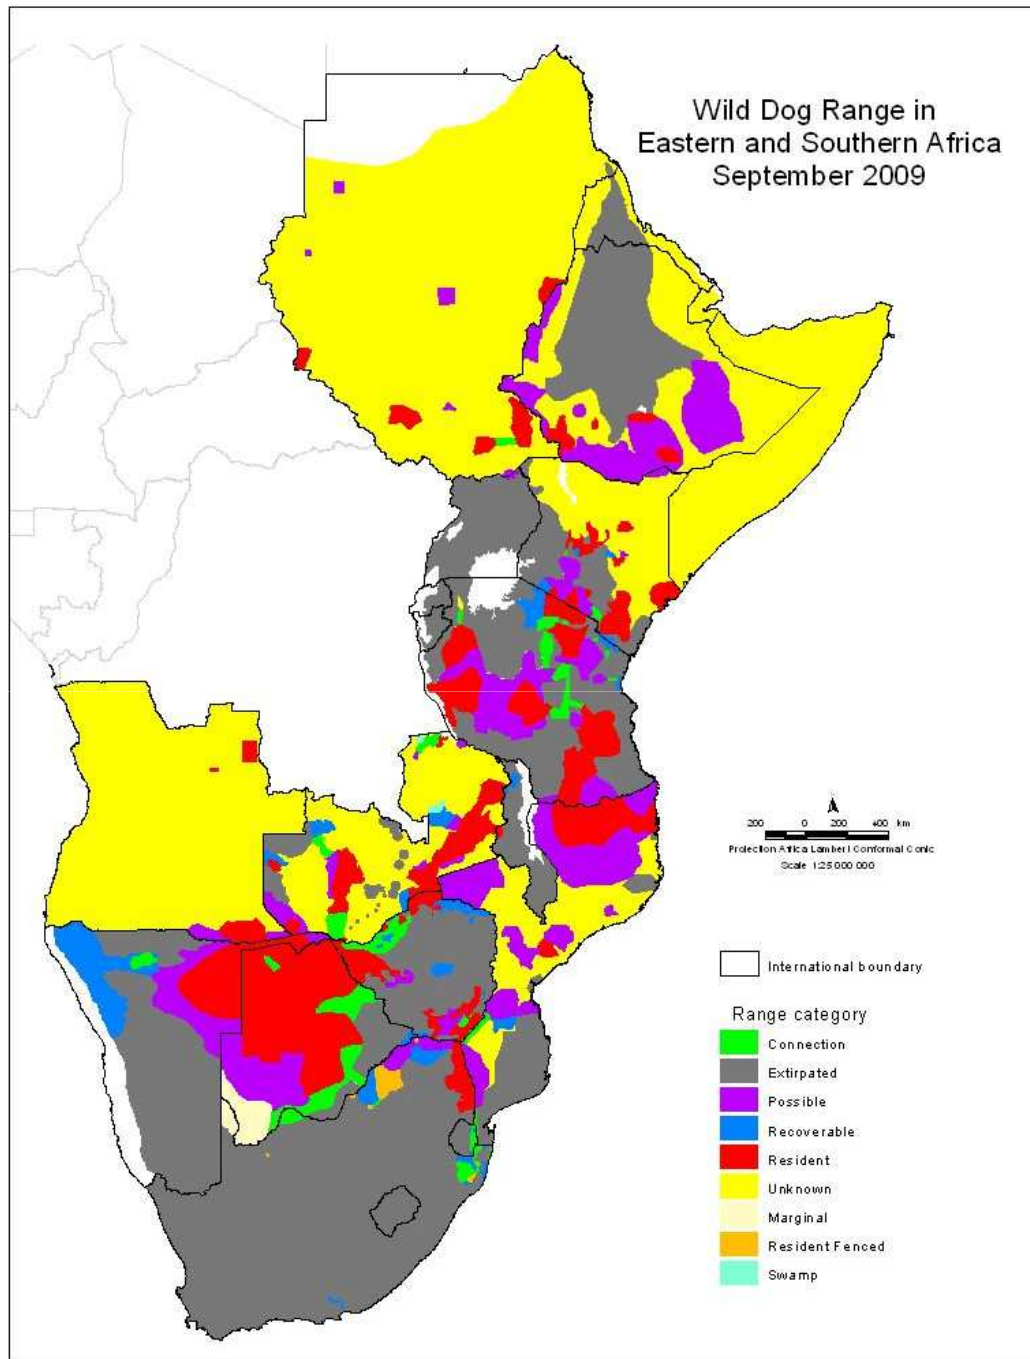 Wild Dog Range in
Eastern and Southern Africa
September 2009
200 0 200 400 km
Projection Africa Lambert Conformal Conic
Scale 1:25 000 000
International boundary
Range category
Connection
Extirpated
Possible
Recoverable
Resident
Unknown
Marginal
Resident Fenced
Swamp